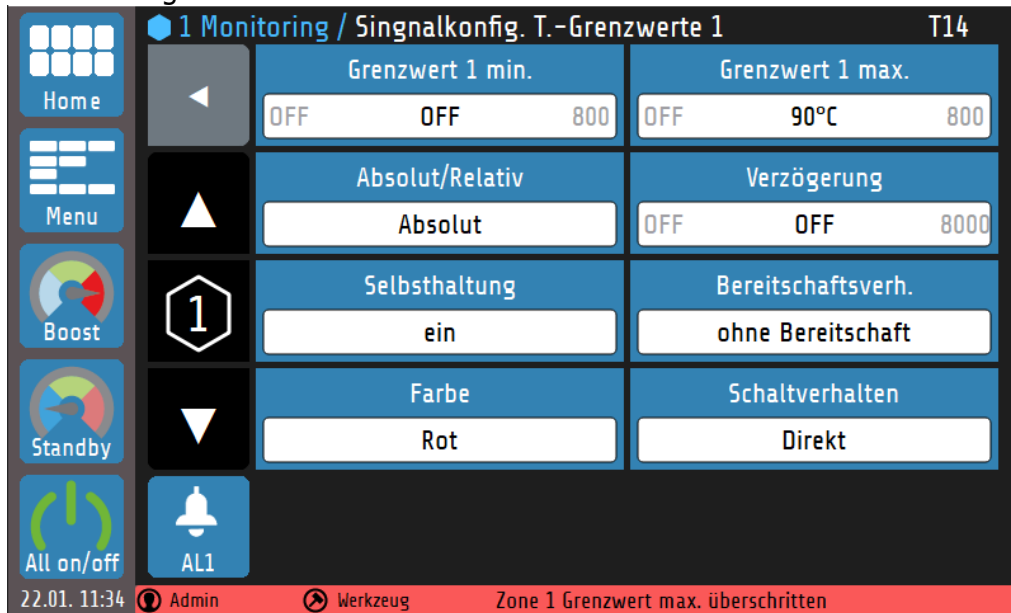 1 Monitoring / Singnalkonfig. T.-Grenzwerte 1 T14
Home
Grenzwert 1 min. Grenzwert 1 max.
OFF OFF 800 OFF 90°C 800
Menu
Absolut/Relativ Verzögerung
Absolut OFF OFF 8000
1
Boost
Selbsthaltung Bereitschaftsverh.
ein ohne Bereitschaft
Standby
Farbe Schaltverhalten
Rot Direkt
All on/off AL1
22.01. 11:34 Admin Werkzeug Zone 1 Grenzwert max. überschritten